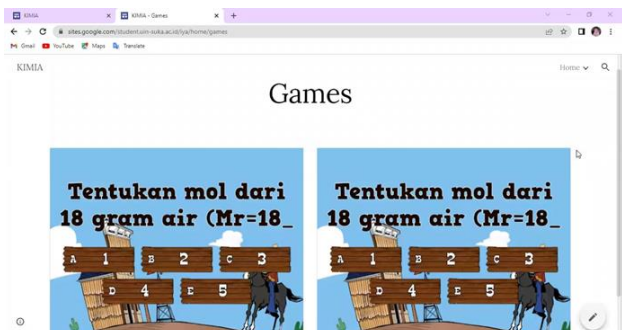 KIMIA
KIMIA - Games
sites.google.com/student.uin-suka.ac.id/iya/home/games
Gmail
YouTube
Maps
Translate
KIMIA
Home
Games
Tentukan mol dari
18 gram air (Mr=18_
A 1 B 2 C 3
D 4 E 5
Tentukan mol dari
18 gram air (Mr=18_
A 1 B 2 C 3
D 4 E 5